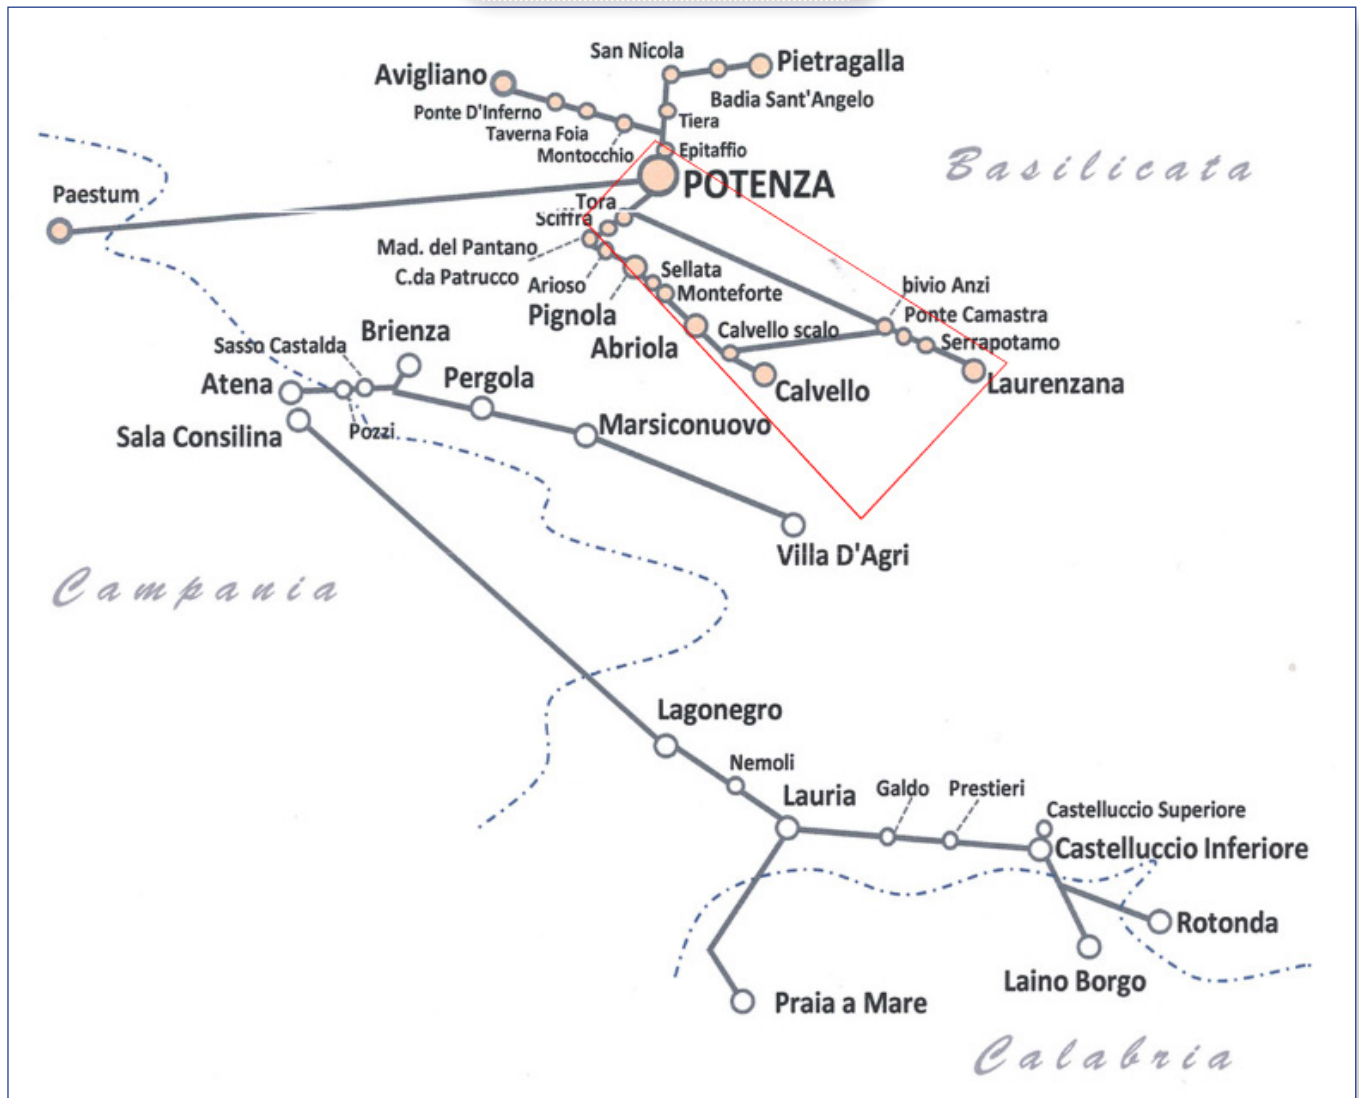 San Nicola
Pietragalla
Avigliano
Badia Sant'Angelo
Ponte D'Inferno
Tiera
Taverna Foia
Montocchio
Epitaffio
Basilicata
POTENZA
Paestum
Tora
Sciffra
Mad. del Pantano
C.da Patrucco
Arioso
Sellata
Monteforte
bivio Anzi
Pignola
Ponte Camastra
Brienza
Calvello scalo
Serrapotamo
Sasso Castalda
Abriola
Atena
Pergola
Calvello
Laurenzana
Sala Consilina
Pozzi
Marsiconuovo
Villa D'Agri
Campania
Lagonegro
Nemoli
Lauria
Galdo
Prestieri
Castelluccio Superiore
Castelluccio Inferiore
Rotonda
Laino Borgo
Praia a Mare
Calabria